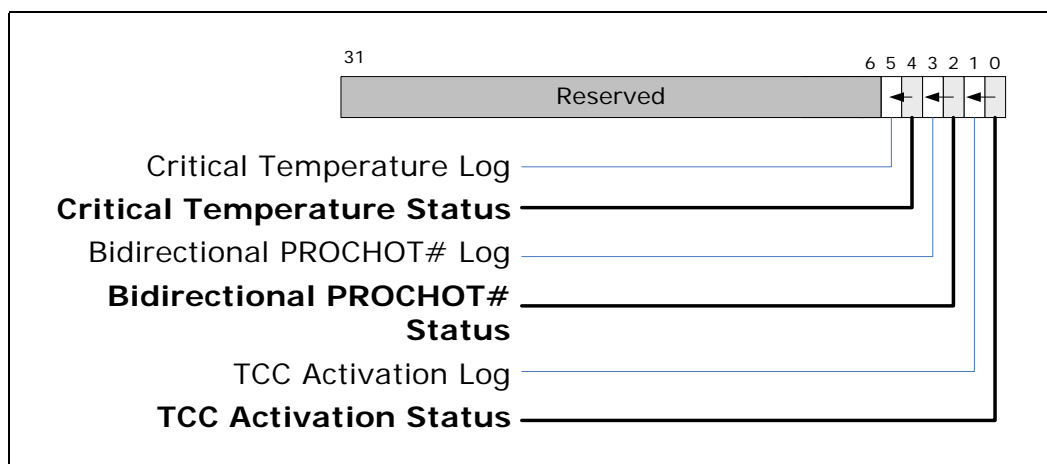 31 6 5 4 3 2 1 0
Reserved
Critical Temperature Log
Critical Temperature Status
Bidirectional PROCHOT# Log
Bidirectional PROCHOT#
Status
TCC Activation Log
TCC Activation Status